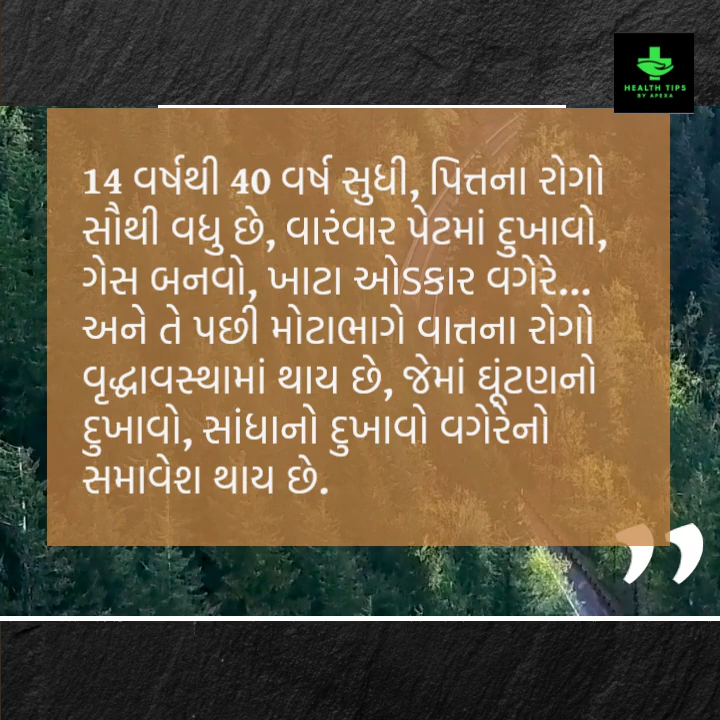 HEALTH TIPS
BY APEXA
14 વર્ષથી 40 વર્ષ સુધી, પિત્તના રોગો
સૌથી વધુ છે, વારંવાર પેટમાં દુખાવો,
ગેસ બનવો, ખાટા ઓડકાર વગેરે...
અને તે પછી મોટાભાગે વાત્તના રોગો
વૃદ્ધાવસ્થામાં થાય છે, જેમાં ઘૂંટણનો
દુખાવો, સાંધાનો દુખાવો વગેરેનો
સમાવેશ થાય છે.
”